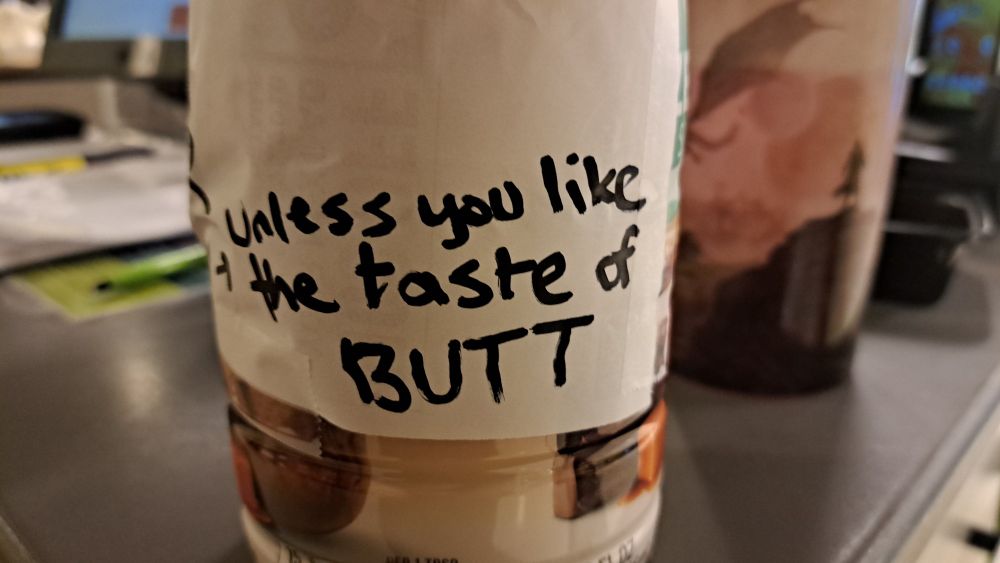 unless you like
the taste of
BUTT